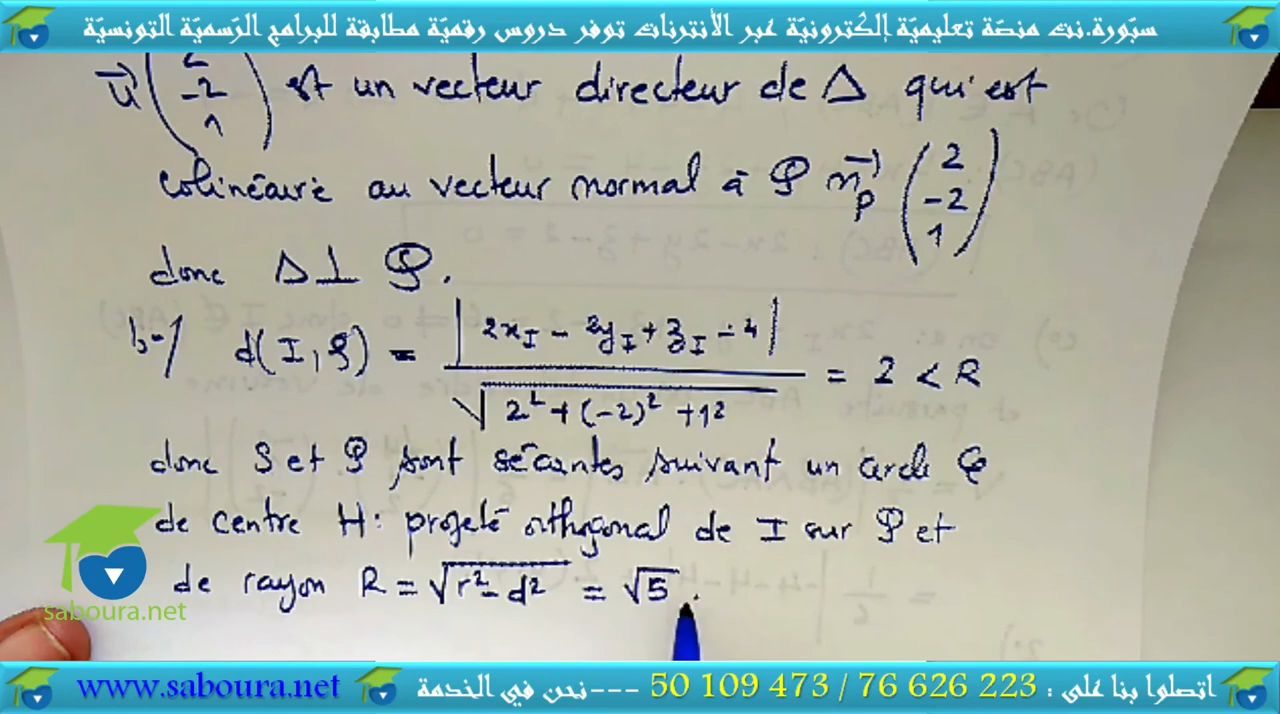 سبّورة.نت منصّة تعليميّة إلكترونيّة عبر الأنترنات توفر دروس رقميّة مطابقة للبرامج الرّسميّة التونسيّة
u⃗ (2 -2 1) est un vecteur directeur de Δ qui est
colinéaire au vecteur normal à P n⃗_P (2 -2 1)
donc Δ ⊥ P.
b-/ d(I, P) = |2x_I - 2y_I + z_I - 4| / √(2² + (-2)² + 1²) = 2 < R
donc S et P sont sécantes suivant un cercle C
de centre H : projeté orthogonal de I sur P et
de rayon R = √(r² - d²) = √5.
saboura.net
www.saboura.net نحن في الخدمة --- 50 109 473 / 76 626 223 : اتصلوا بنا على